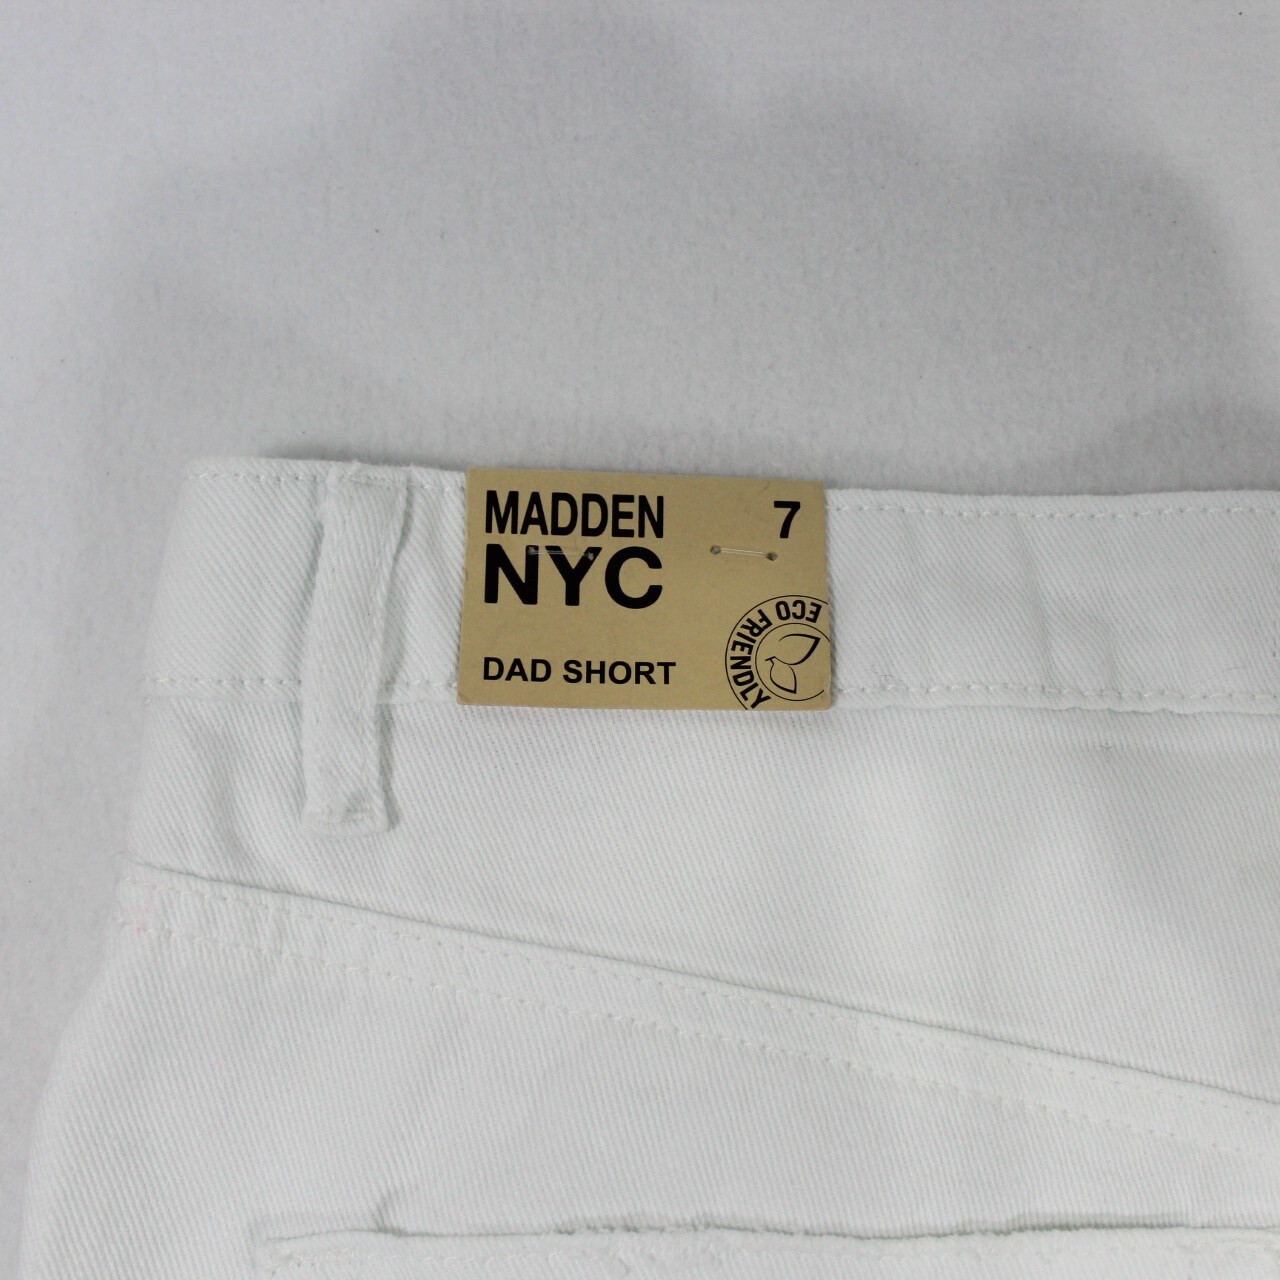 MADDEN 7
NYC
ECO FRIENDLY
DAD SHORT